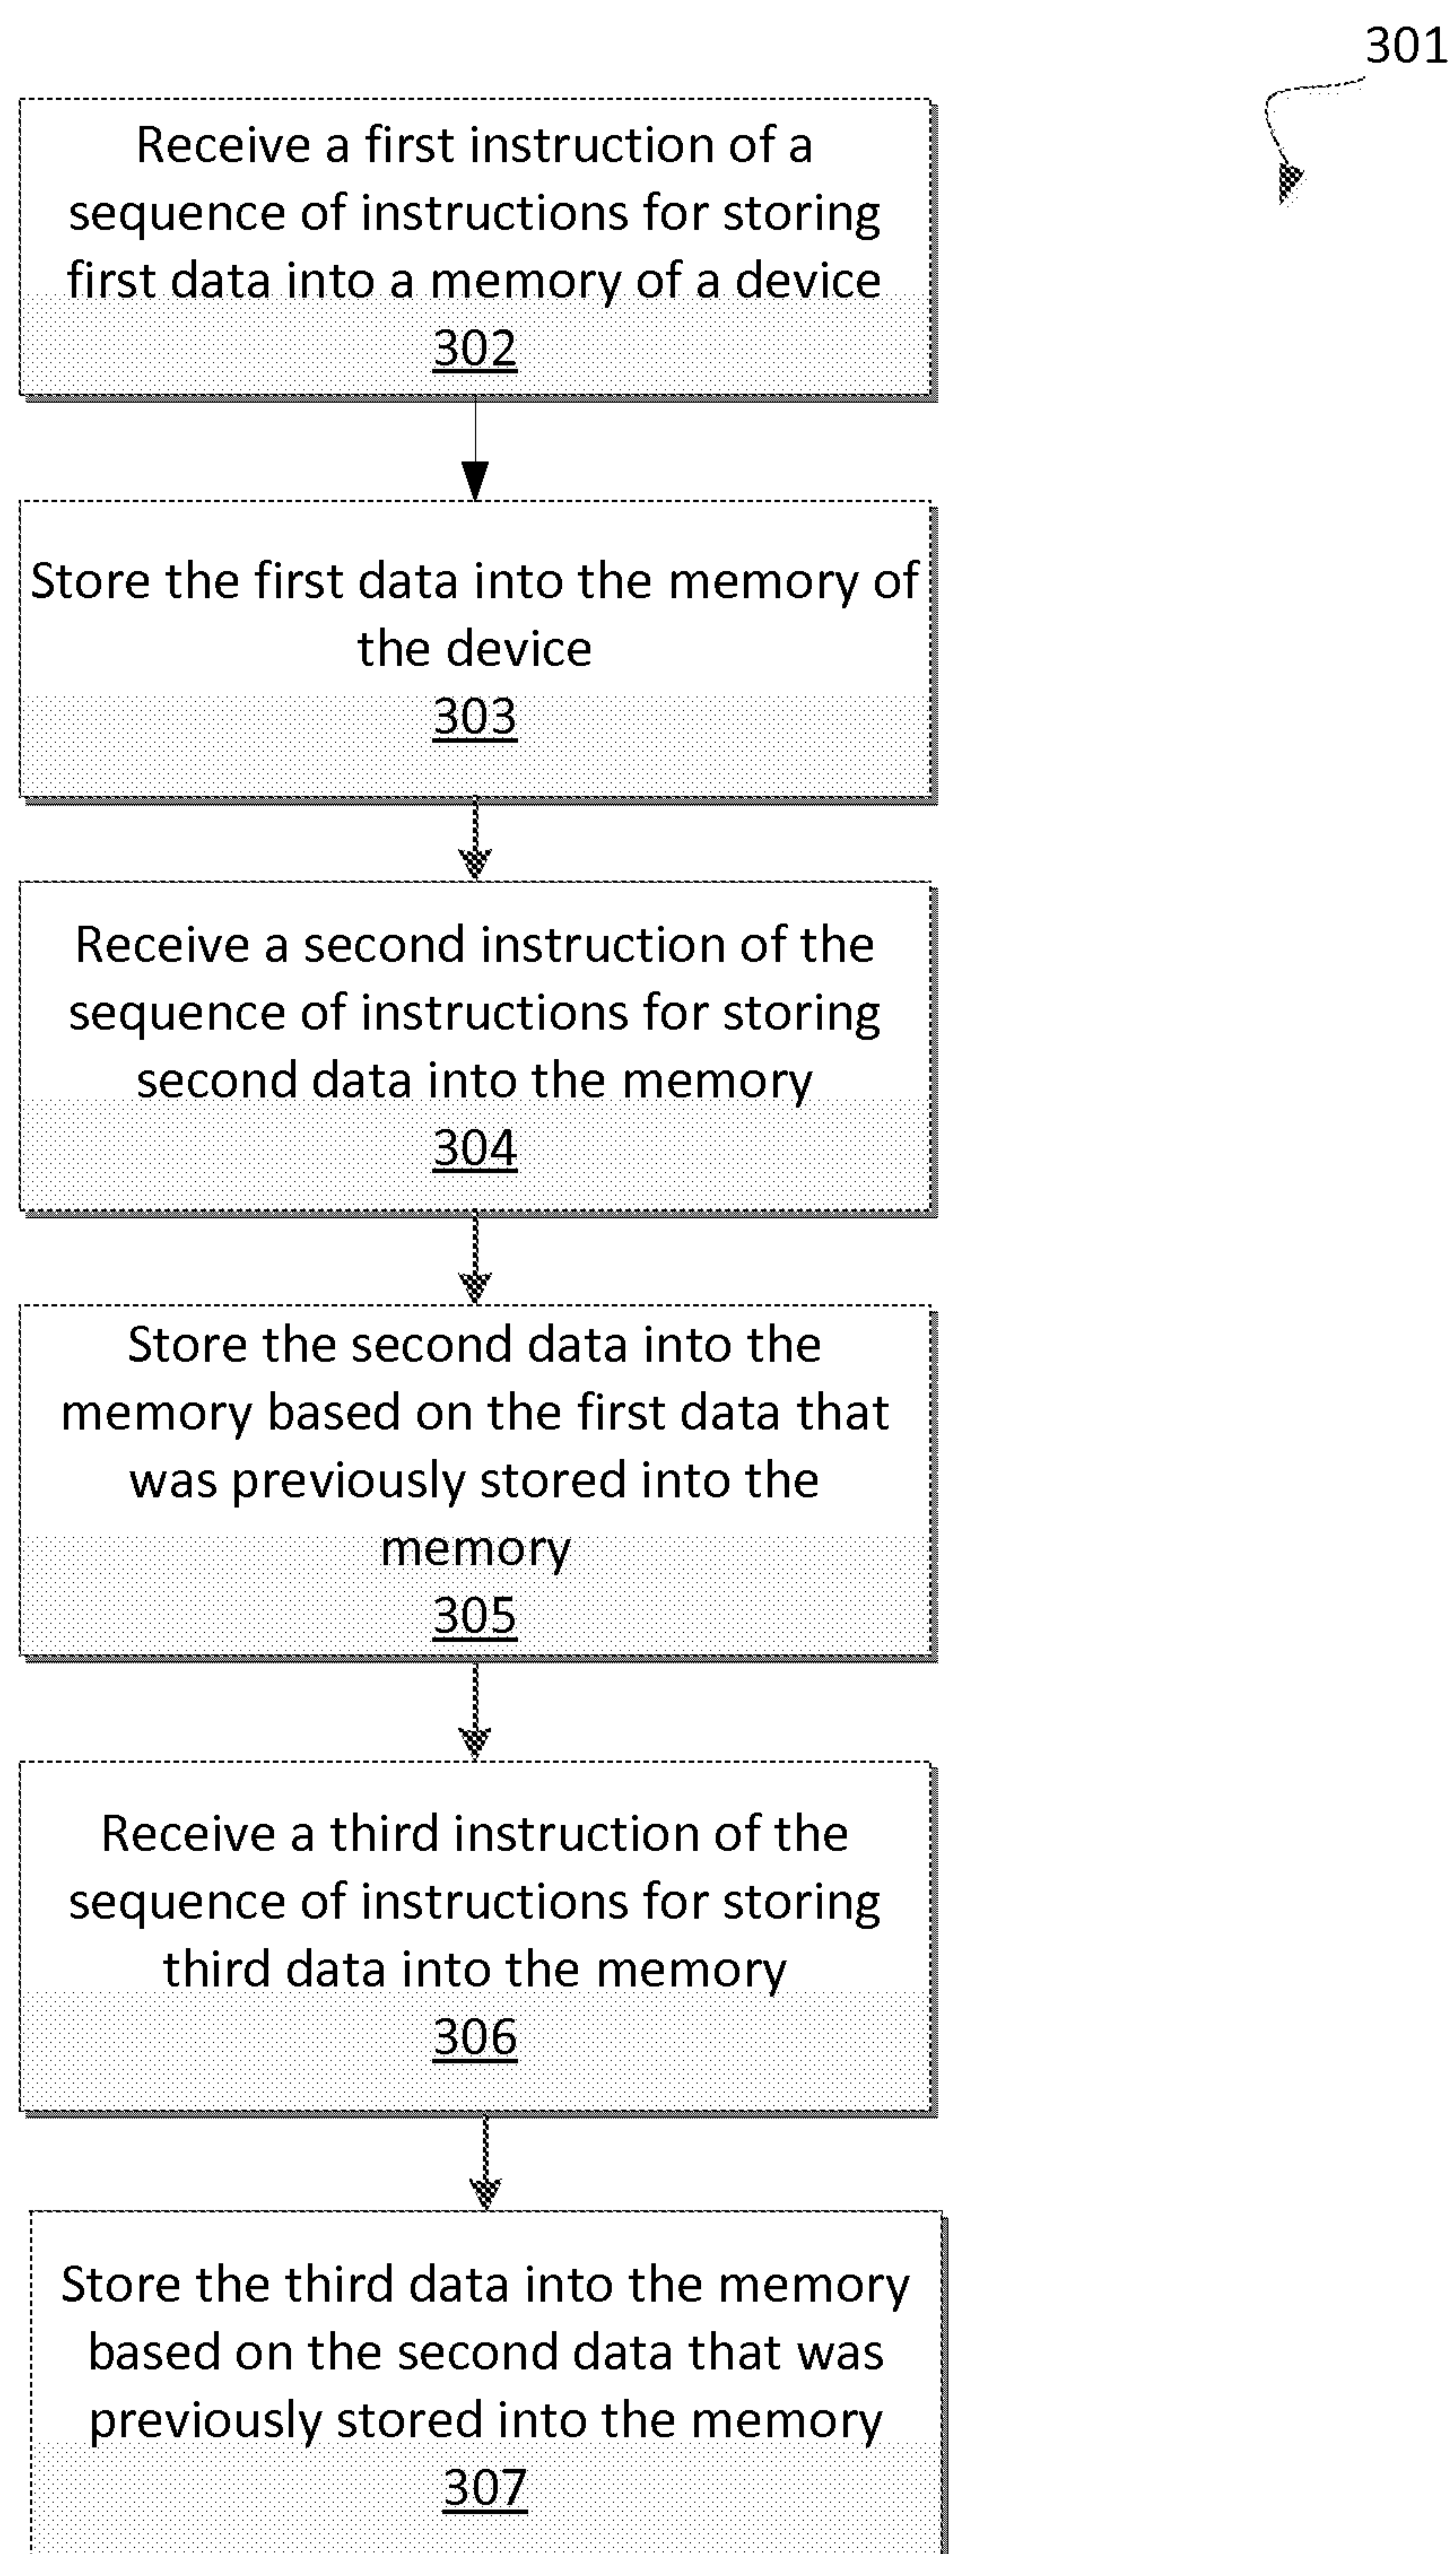 301
Receive a first instruction of a
sequence of instructions for storing
first data into a memory of a device
302
Store the first data into the memory of
the device
303
Receive a second instruction of the
sequence of instructions for storing
second data into the memory
304
Store the second data into the
memory based on the first data that
was previously stored into the
memory
305
Receive a third instruction of the
sequence of instructions for storing
third data into the memory
306
Store the third data into the memory
based on the second data that was
previously stored into the memory
307